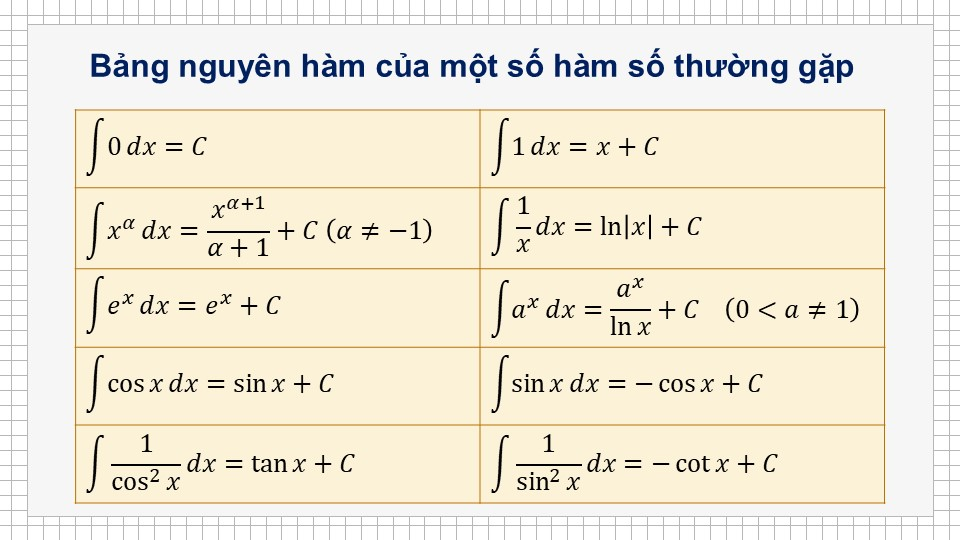 Bảng nguyên hàm của một số hàm số thường gặp
∫ 0 dx = C
∫ 1 dx = x + C
∫ x^α dx = x^(α+1)/(α + 1) + C (α ≠ −1)
∫ 1/x dx = ln|x| + C
∫ e^x dx = e^x + C
∫ a^x dx = a^x/(ln x) + C (0 < a ≠ 1)
∫ cos x dx = sin x + C
∫ sin x dx = − cos x + C
∫ 1/(cos² x) dx = tan x + C
∫ 1/(sin² x) dx = − cot x + C